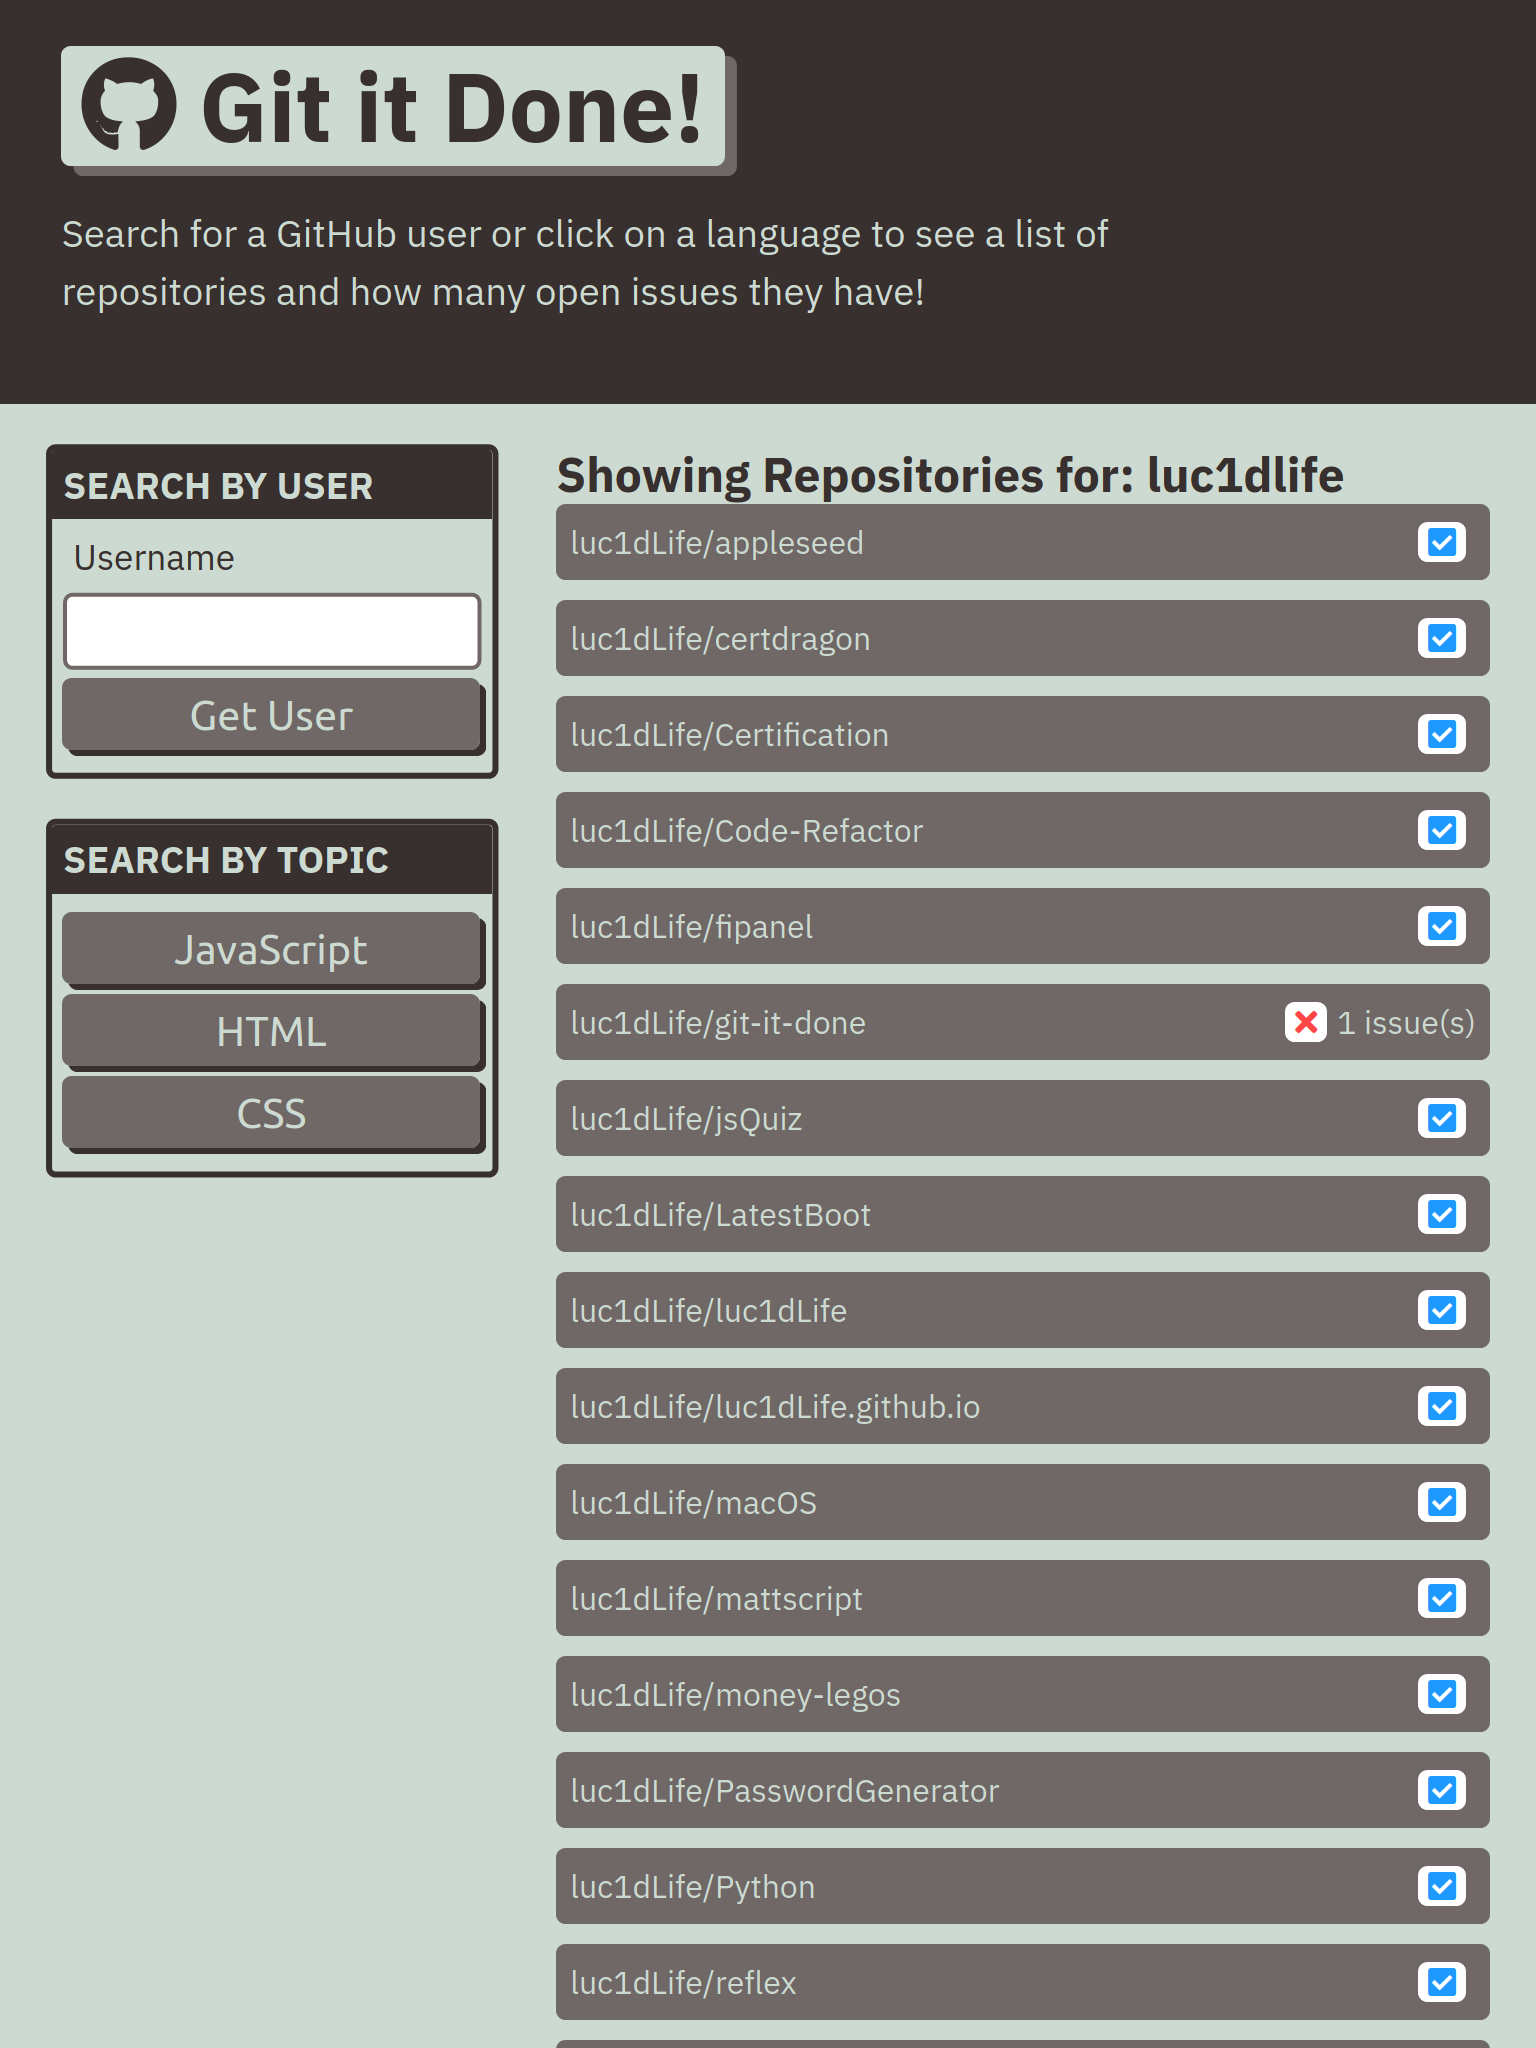 Git it Done!
Search for a GitHub user or click on a language to see a list of
repositories and how many open issues they have!
SEARCH BY USER
Username
Get User
SEARCH BY TOPIC
JavaScript
HTML
CSS
Showing Repositories for: luc1dlife
luc1dLife/appleseed
luc1dLife/certdragon
luc1dLife/Certification
luc1dLife/Code-Refactor
luc1dLife/fipanel
luc1dLife/git-it-done 1 issue(s)
luc1dLife/jsQuiz
luc1dLife/LatestBoot
luc1dLife/luc1dLife
luc1dLife/luc1dLife.github.io
luc1dLife/macOS
luc1dLife/mattscript
luc1dLife/money-legos
luc1dLife/PasswordGenerator
luc1dLife/Python
luc1dLife/reflex